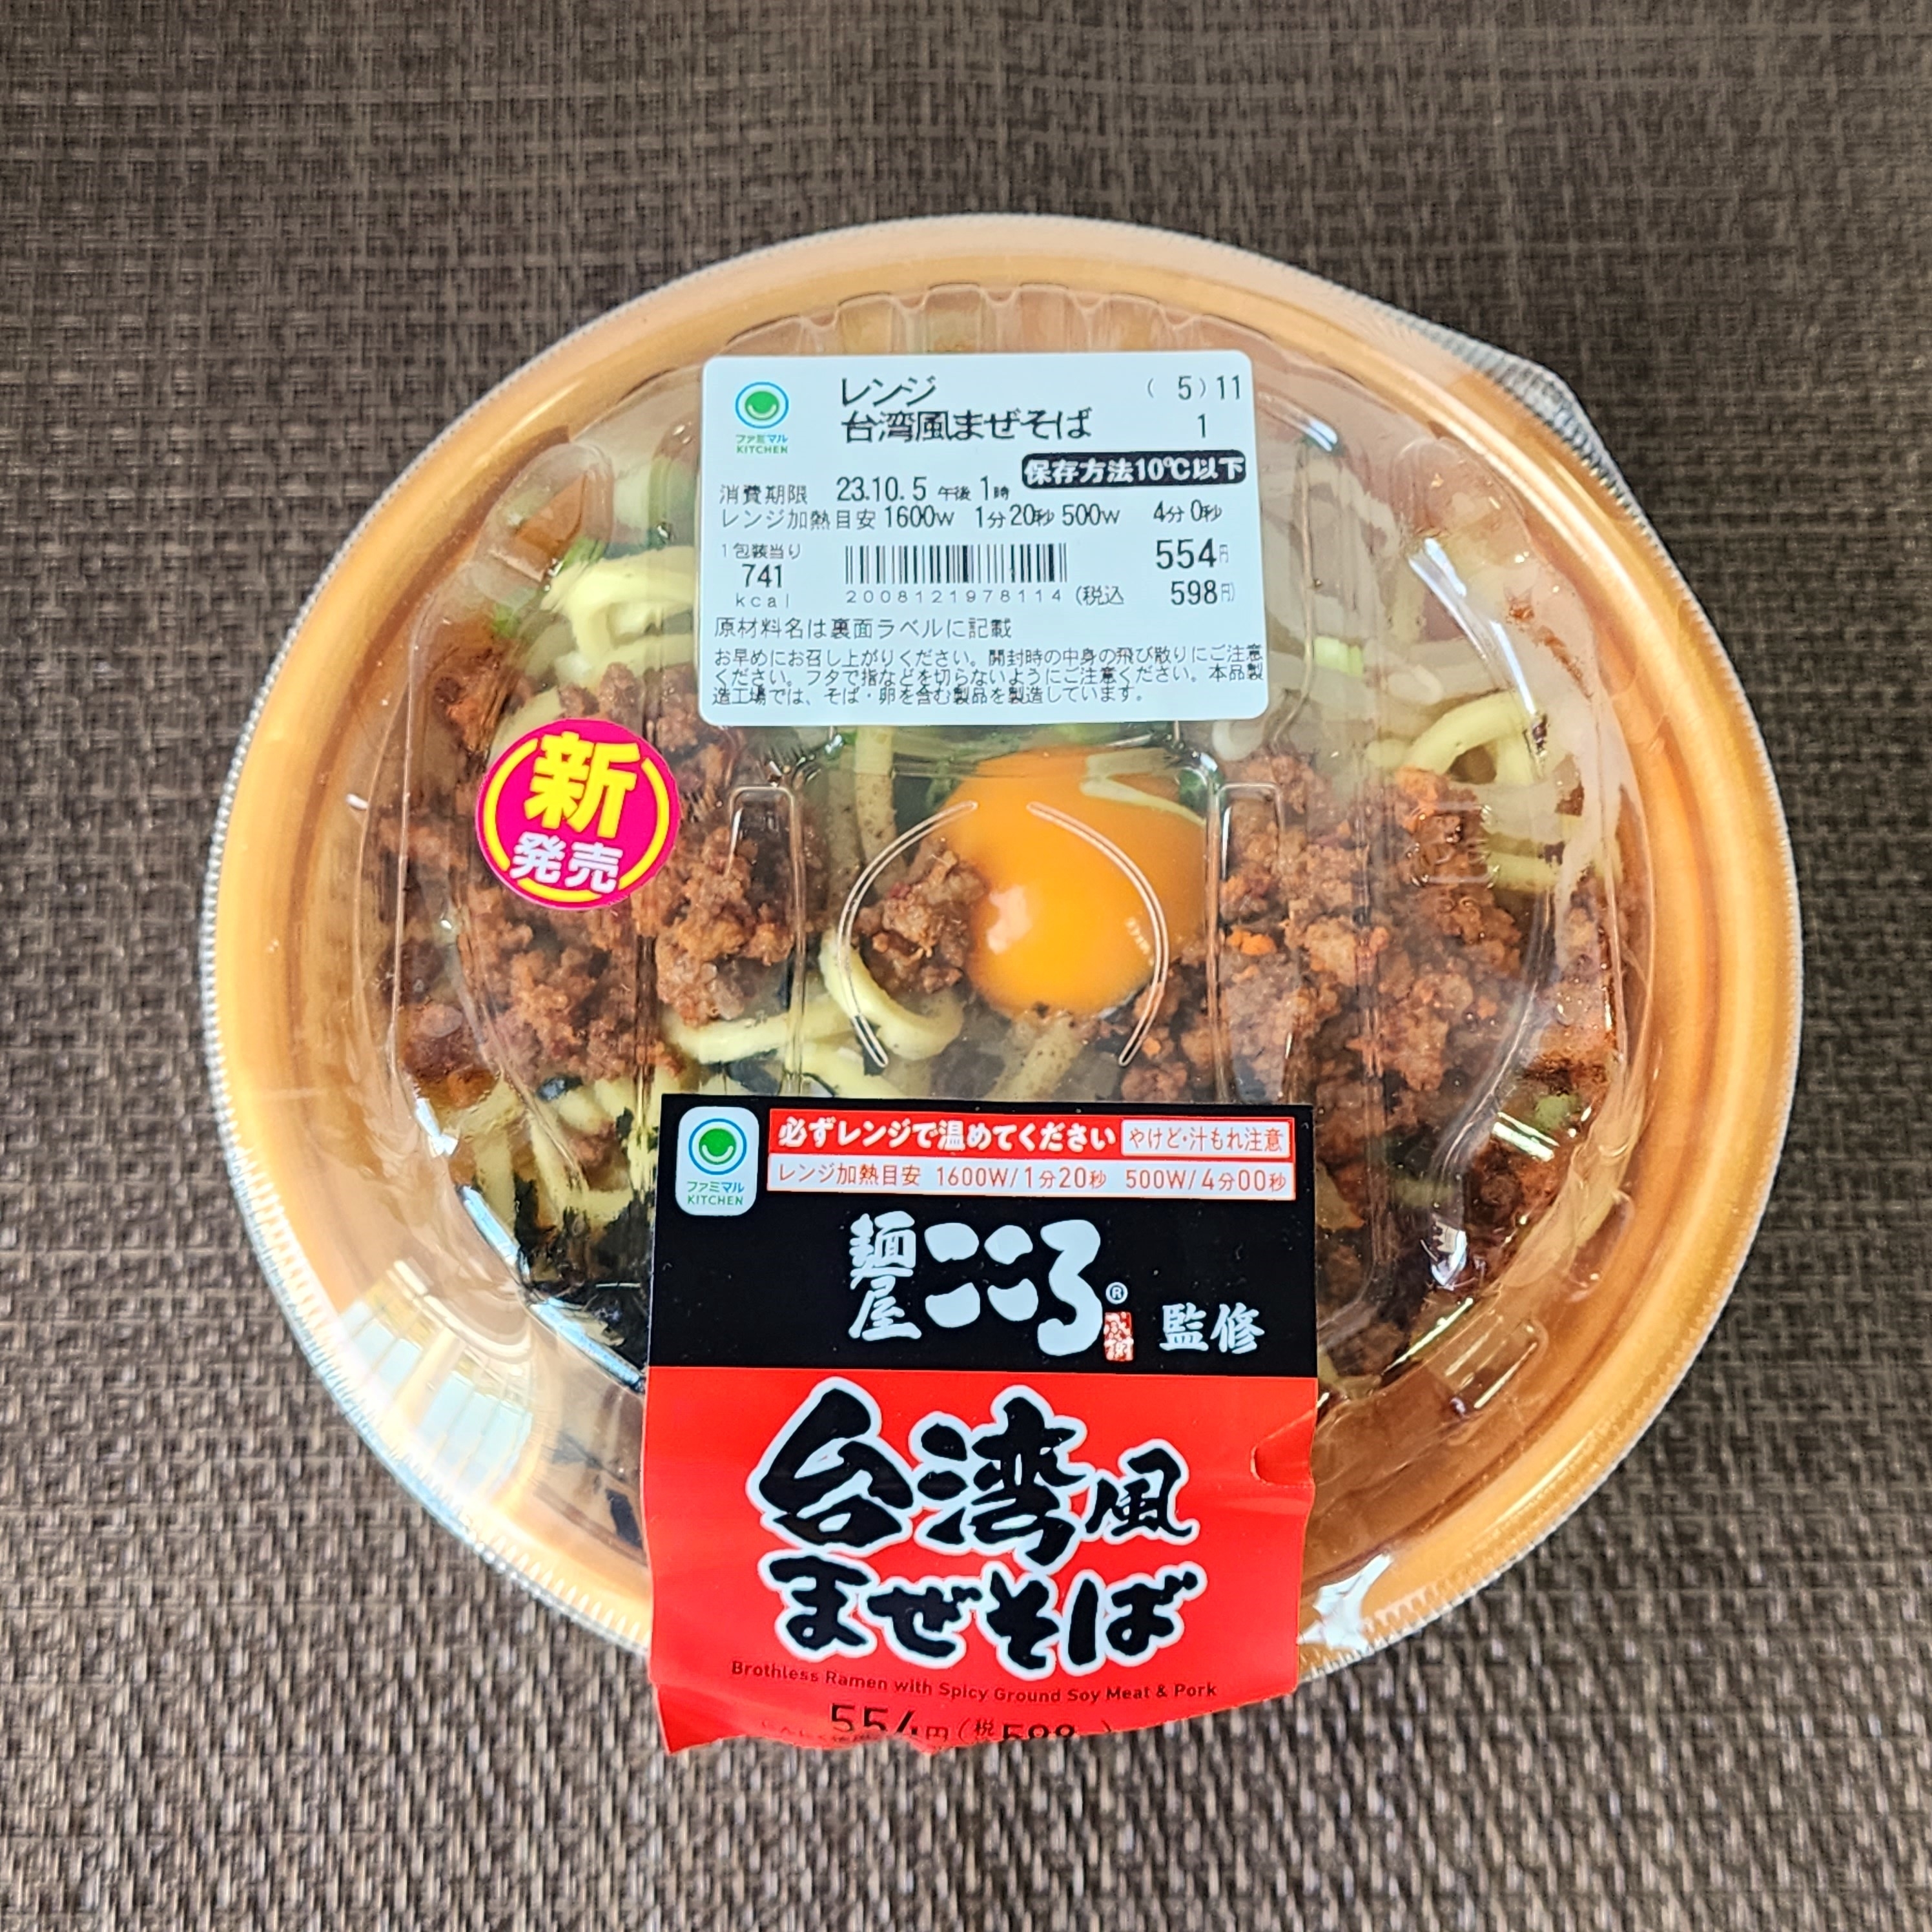 レンジ
(5)11
台湾風まぜそば
1
ファミマル
KITCHEN
保存方法10℃以下
消費期限 23.10.5 午後 1時
レンジ加熱目安 1600w 1分20秒 500w 4分 0秒
1包装当り
741
kcal
554円
2008121978114 (税込 598円)
原材料名は裏面ラベルに記載
お早めにお召し上がりください。開封時の中身の飛び散りにご注意
ください。フタで指などを切らないようにご注意ください。本品製
造工場では、そば・卵を含む製品を製造しています。
新
発売
ファミマル
KITCHEN
必ずレンジで温めてください やけど・汁もれ注意
レンジ加熱目安 1600W/1分20秒 500W/4分00秒
麺屋こころ® 監修
台湾風
まぜそば
Brothless Ramen with Spicy Ground Soy Meat & Pork
554円(税 598